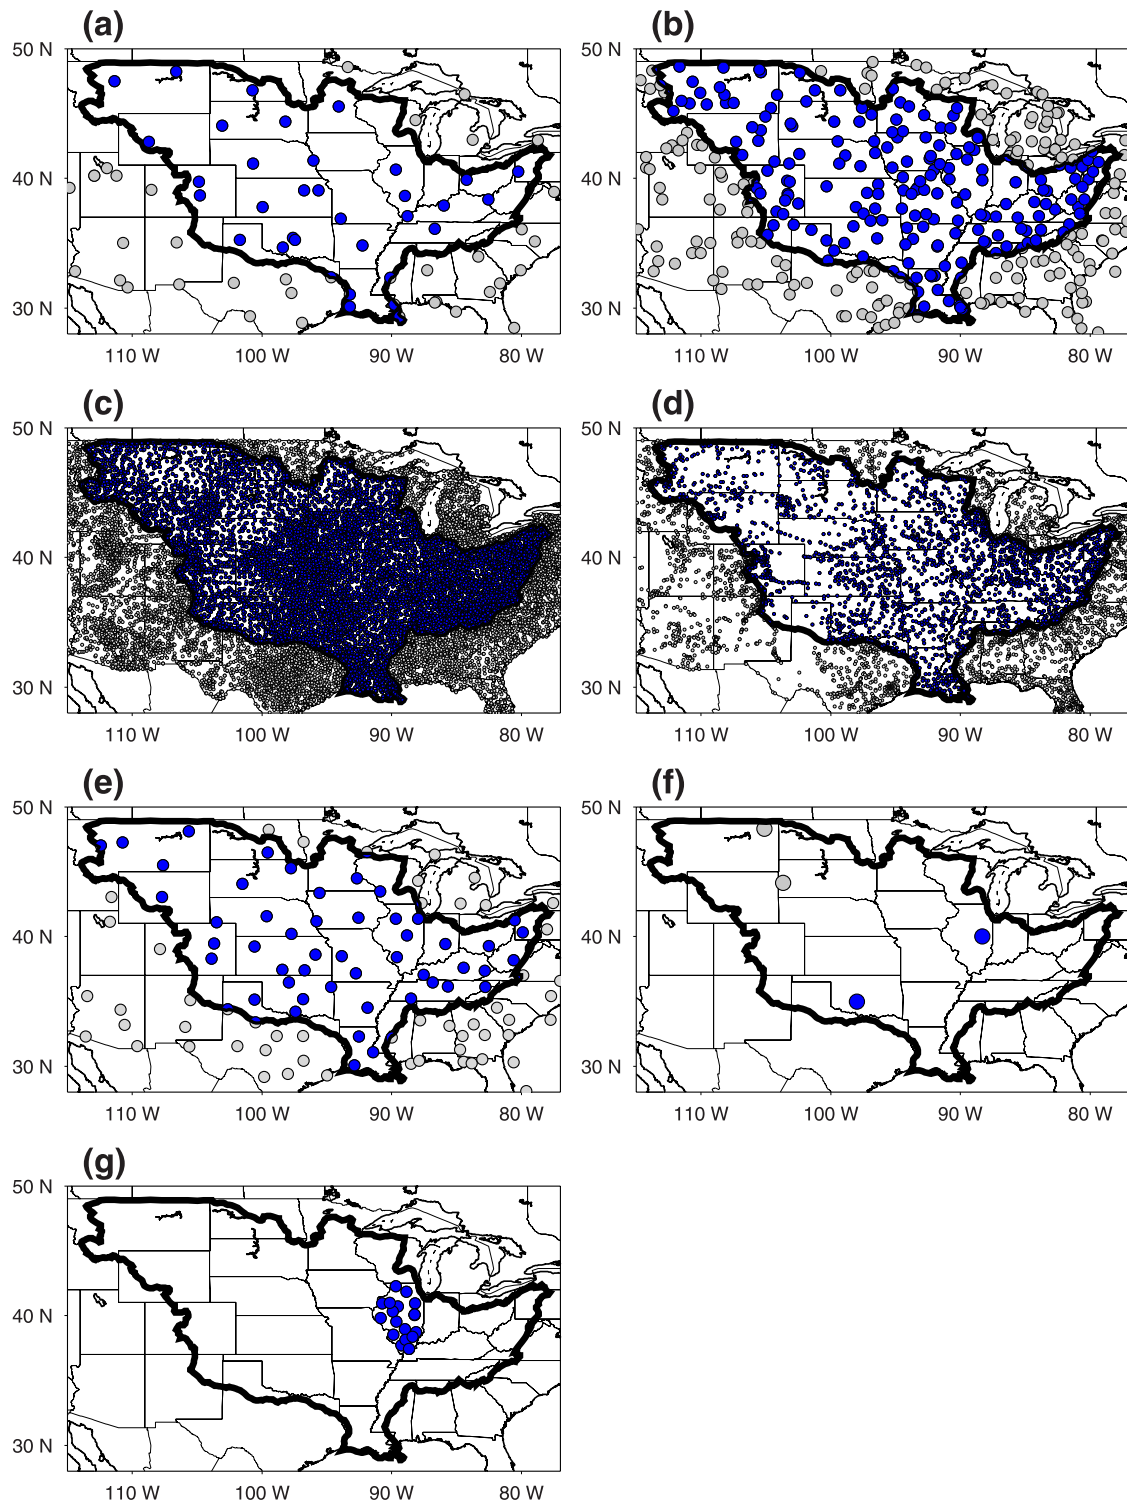 (a) (b)
50 N 50 N
40 N 40 N
30 N 30 N
110 W 100 W 90 W 80 W 110 W 100 W 90 W 80 W
(c) (d)
50 N 50 N
40 N 40 N
30 N 30 N
110 W 100 W 90 W 80 W 110 W 100 W 90 W 80 W
(e) (f)
50 N 50 N
40 N 40 N
30 N 30 N
110 W 100 W 90 W 80 W 110 W 100 W 90 W 80 W
(g)
50 N
40 N
30 N
110 W 100 W 90 W 80 W